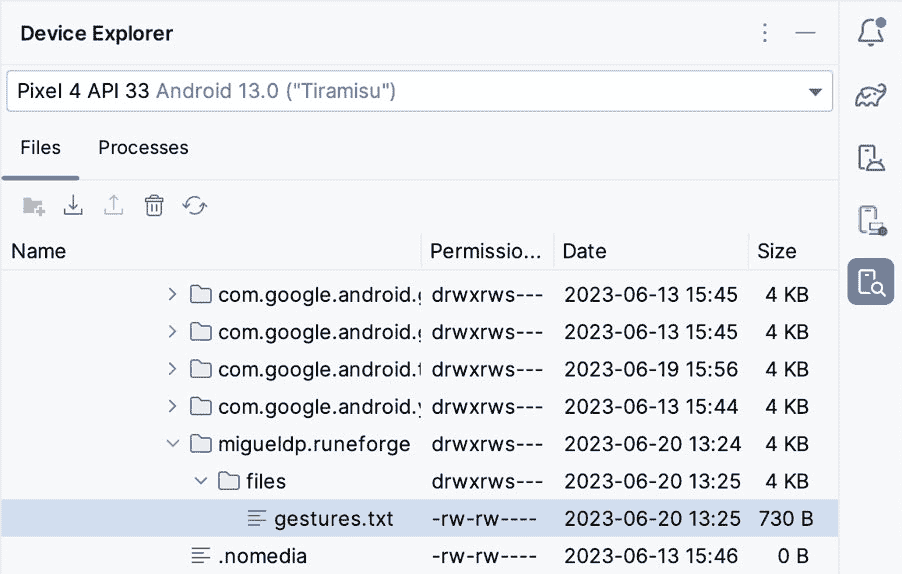 Device Explorer
Pixel 4 API 33 Android 13.0 ("Tiramisu")
Files Processes
Name Permissio... Date Size
com.google.android.g drwxrws--- 2023-06-13 15:45 4 KB
com.google.android.g drwxrws--- 2023-06-13 15:45 4 KB
com.google.android.t drwxrws--- 2023-06-19 15:56 4 KB
com.google.android.y drwxrws--- 2023-06-13 15:44 4 KB
migueldp.runeforge drwxrws--- 2023-06-20 13:24 4 KB
files drwxrws--- 2023-06-20 13:25 4 KB
gestures.txt -rw-rw---- 2023-06-20 13:25 730 B
.nomedia -rw-rw---- 2023-06-13 15:46 0 B